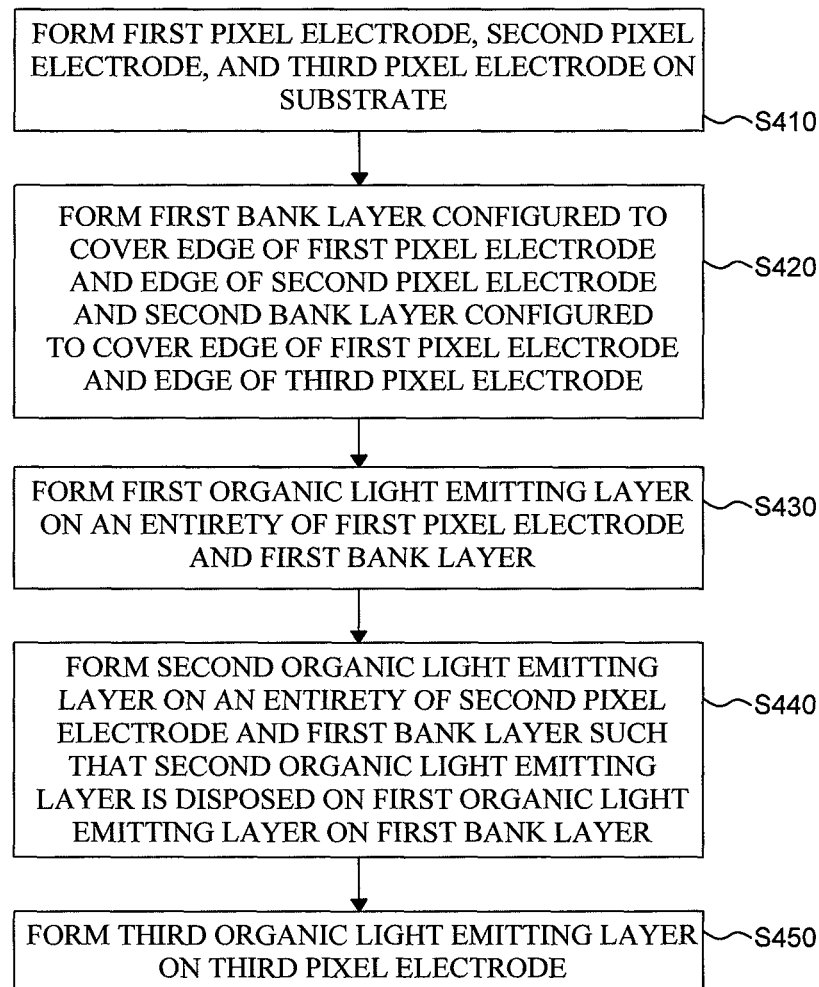 FORM FIRST PIXEL ELECTRODE, SECOND PIXEL
ELECTRODE, AND THIRD PIXEL ELECTRODE ON
SUBSTRATE
S410
FORM FIRST BANK LAYER CONFIGURED TO
COVER EDGE OF FIRST PIXEL ELECTRODE
AND EDGE OF SECOND PIXEL ELECTRODE
AND SECOND BANK LAYER CONFIGURED
TO COVER EDGE OF FIRST PIXEL ELECTRODE
AND EDGE OF THIRD PIXEL ELECTRODE
S420
FORM FIRST ORGANIC LIGHT EMITTING LAYER
ON AN ENTIRETY OF FIRST PIXEL ELECTRODE
AND FIRST BANK LAYER
S430
FORM SECOND ORGANIC LIGHT EMITTING
LAYER ON AN ENTIRETY OF SECOND PIXEL
ELECTRODE AND FIRST BANK LAYER SUCH
THAT SECOND ORGANIC LIGHT EMITTING
LAYER IS DISPOSED ON FIRST ORGANIC LIGHT
EMITTING LAYER ON FIRST BANK LAYER
S440
FORM THIRD ORGANIC LIGHT EMITTING LAYER
ON THIRD PIXEL ELECTRODE
S450